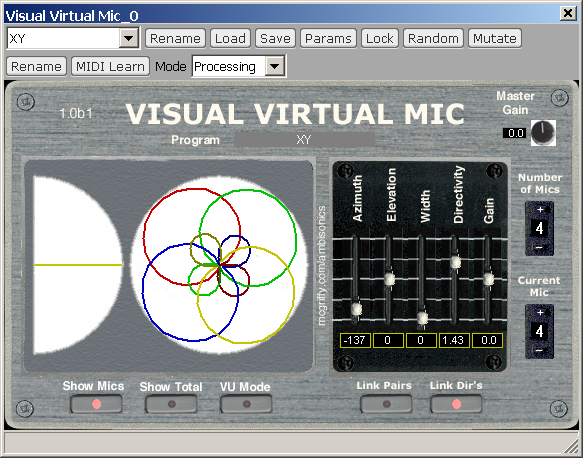 Visual Virtual Mic_0
XY Rename Load Save Params Lock Random Mutate
Rename MIDI Learn Mode Processing
1.0b1 VISUAL VIRTUAL MIC
Master
Gain
0.0
Program XY
mcgriffy.com/ambisonics
Azimuth Elevation Width Directivity Gain
-137 0 0 1.43 0.0
Number
of Mics
+
4
−
Current
Mic
+
4
−
Show Mics Show Total VU Mode Link Pairs Link Dir's